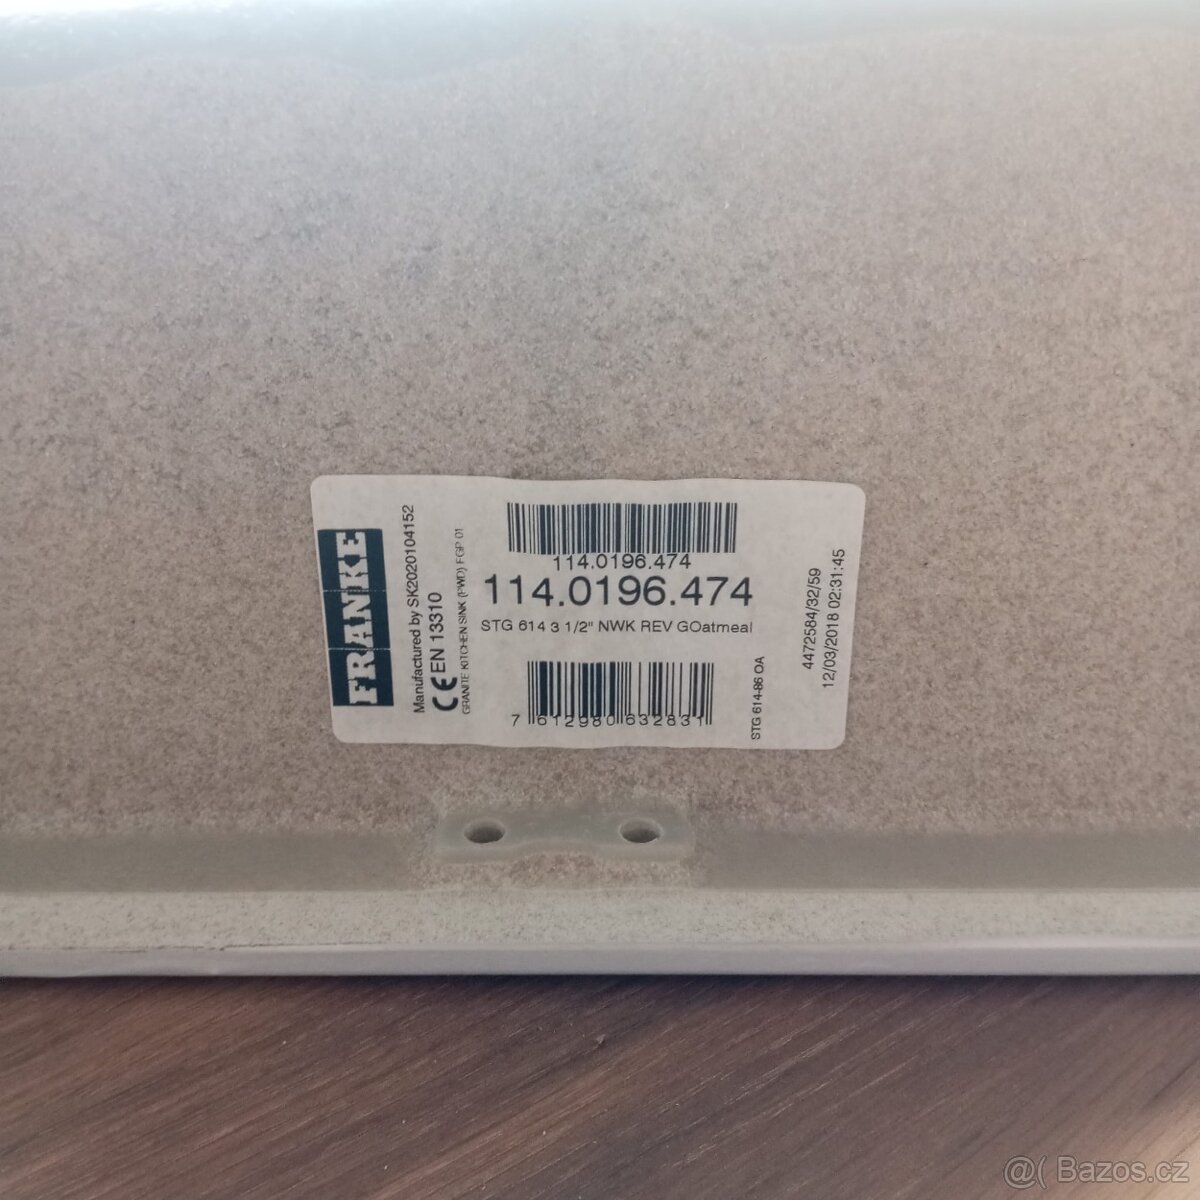 FRANKE
Manufactured by SK2020104152
CE EN 13310
GRANITE KITCHEN SINK (PWD) FGP 01
114.0196.474
114.0196.474
STG 614 3 1/2" NWK REV GOatmeal
7 612980 632831
STG 614-86 OA
4472584/32/59
12/03/2018 02:31:45
@( Bazos.cz